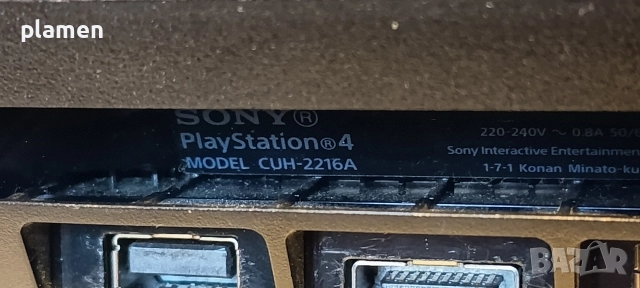 plamen
SONY®
PlayStation®4
MODEL CUH-2216A
220-240V ~ 0.8A 50/
Sony Interactive Entertainmen
1-7-1 Konan Minato-ku
BAZAR